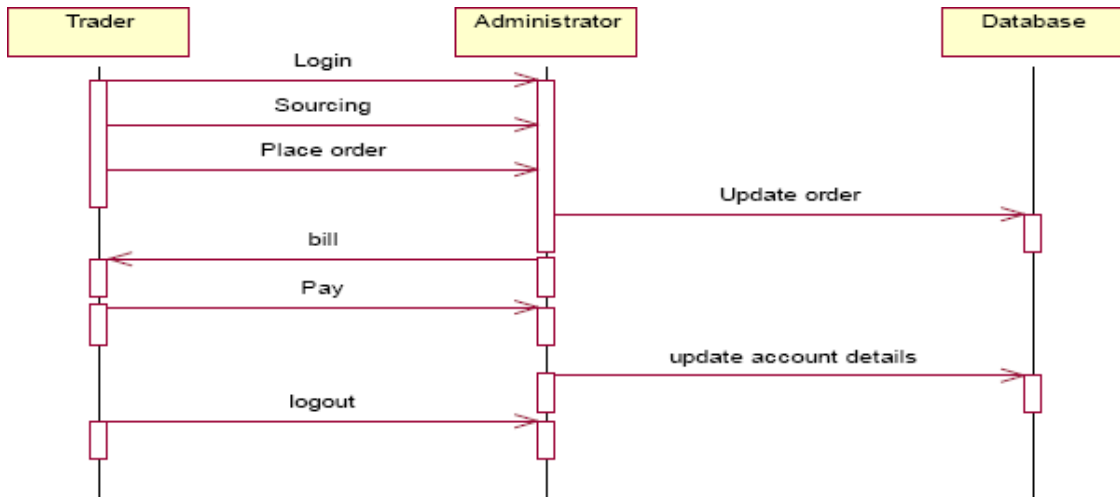 Trader
Administrator
Database
Login
Sourcing
Place order
Update order
bill
Pay
update account details
logout